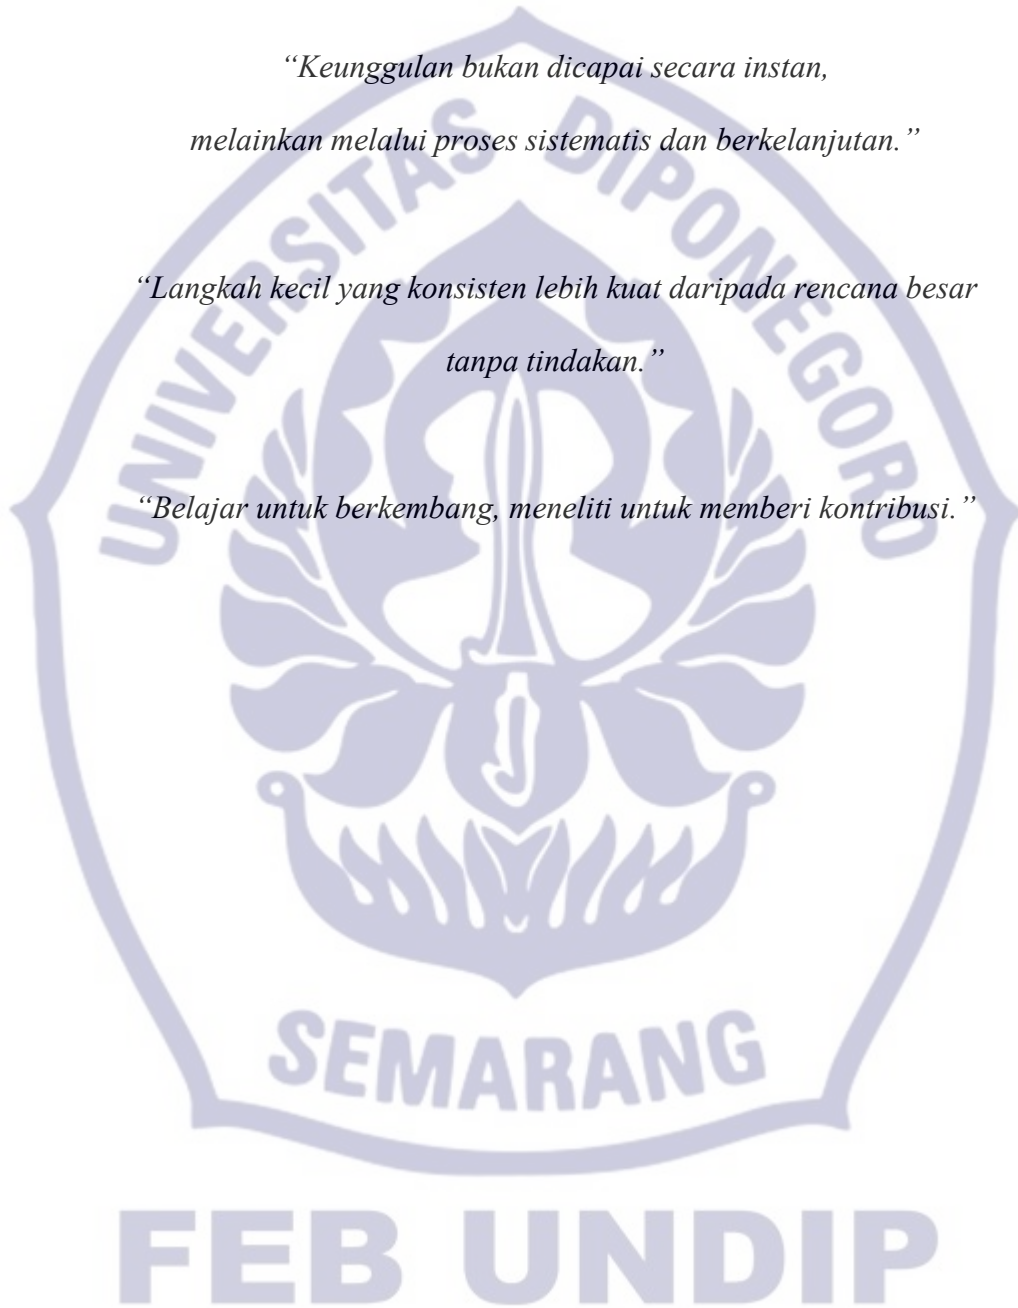 “Keunggulan bukan dicapai secara instan,
melainkan melalui proses sistematis dan berkelanjutan.”
“Langkah kecil yang konsisten lebih kuat daripada rencana besar
tanpa tindakan.”
“Belajar untuk berkembang, meneliti untuk memberi kontribusi.”
UNIVERSITAS DIPONEGORO
SEMARANG
FEB UNDIP